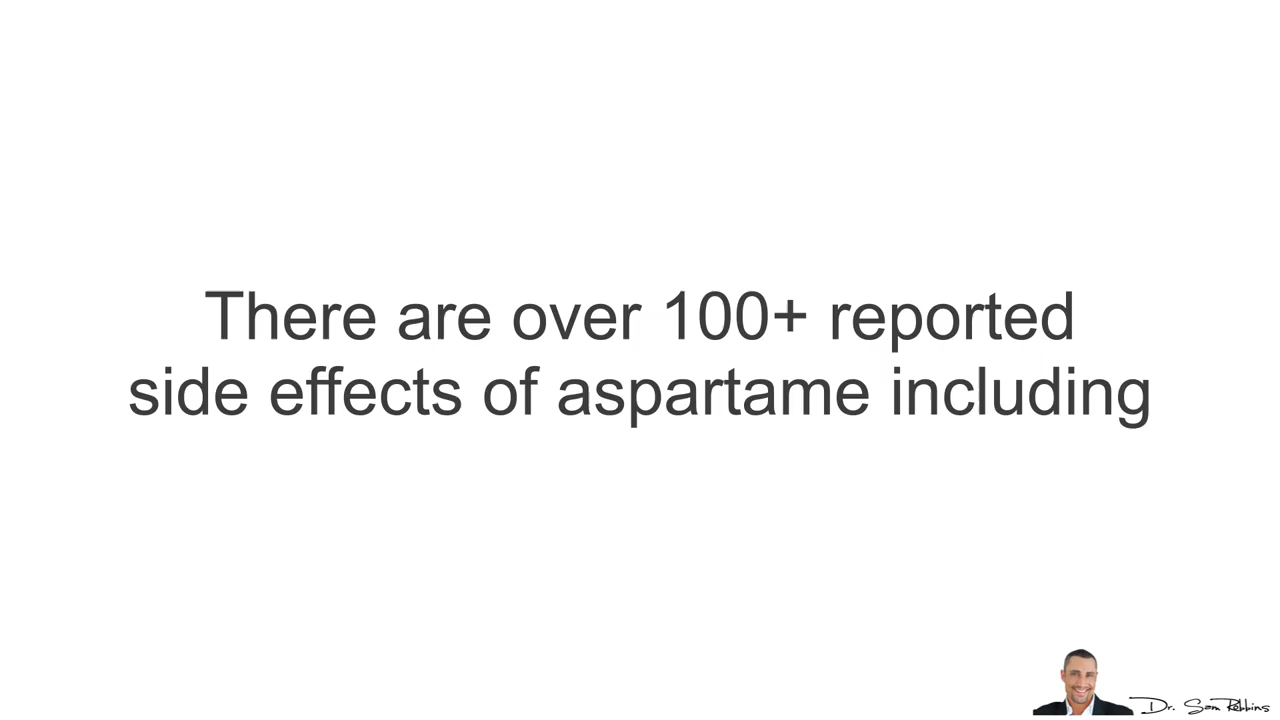 There are over 100+ reported
side effects of aspartame including
Dr. Sam Robbins